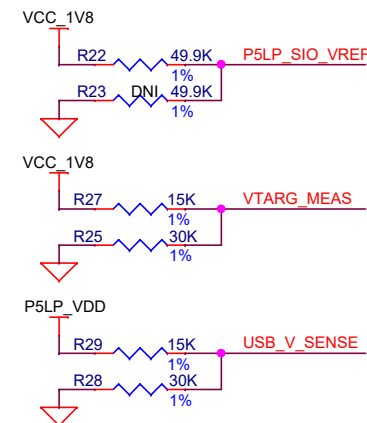 VCC_1V8
R22 49.9K P5LP_SIO_VREF
1%
R23 DNI 49.9K
1%
VCC_1V8
R27 15K VTARG_MEAS
1%
R25 30K
1%
P5LP_VDD
R29 15K USB_V_SENSE
1%
R28 30K
1%